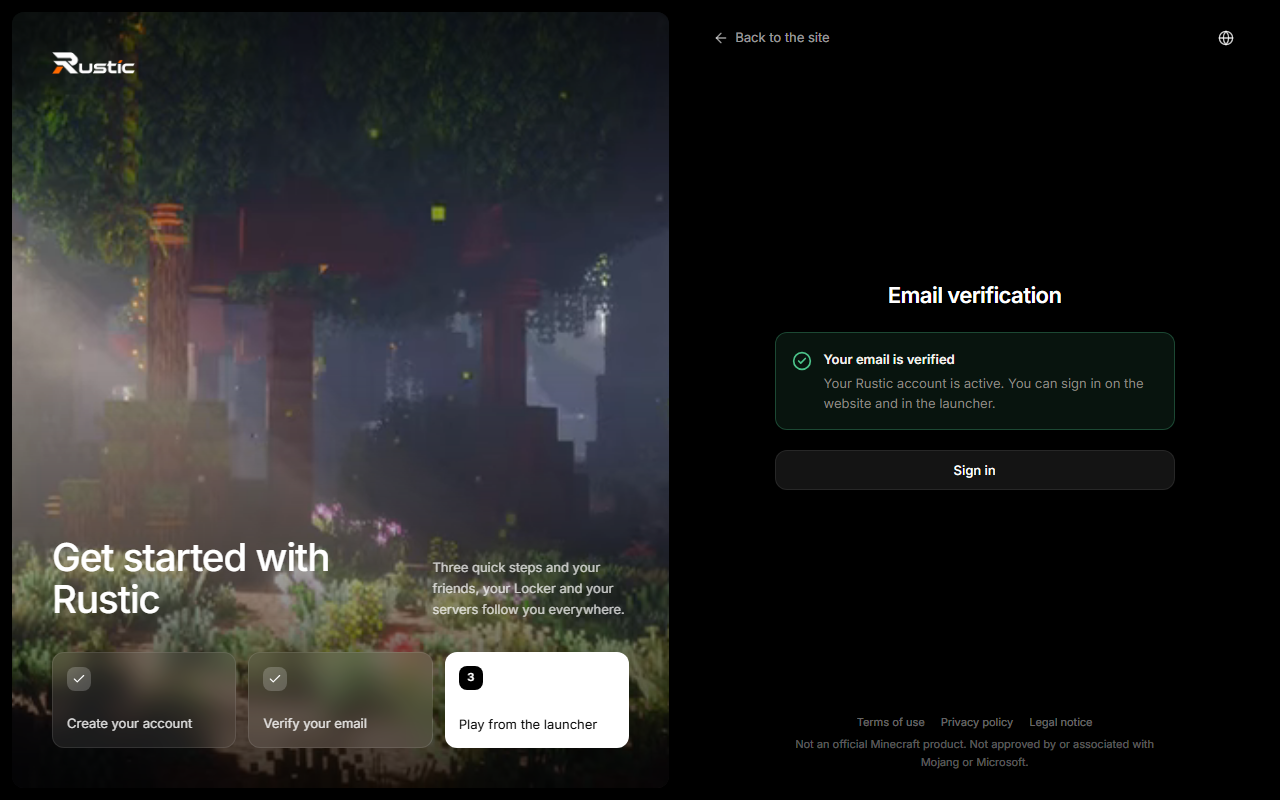 Rustic
Get started with
Rustic
Three quick steps and your
friends, your Locker and your
servers follow you everywhere.
Create your account
Verify your email
3
Play from the launcher
Back to the site
Email verification
Your email is verified
Your Rustic account is active. You can sign in on the
website and in the launcher.
Sign in
Terms of use
Privacy policy
Legal notice
Not an official Minecraft product. Not approved by or associated with
Mojang or Microsoft.